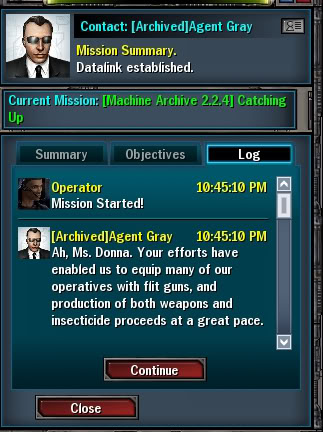 Contact: [Archived]Agent Gray
Mission Summary.
Datalink established.
Current Mission: [Machine Archive 2.2.4] Catching
Up
Summary
Objectives
Log
Operator 10:45:10 PM
Mission Started!
[Archived]Agent Gray 10:45:10 PM
Ah, Ms. Donna. Your efforts have
enabled us to equip many of our
operatives with flit guns, and
production of both weapons and
insecticide proceeds at a great pace.
Continue
Close